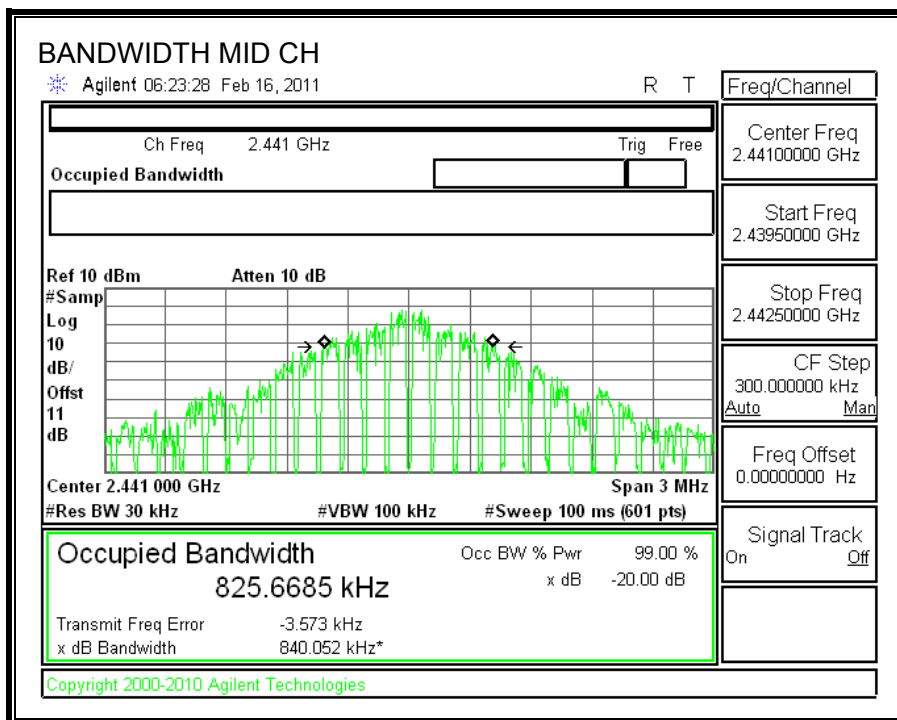 BANDWIDTH MID CH
Agilent 06:23:28 Feb 16, 2011 R T
Freq/Channel
Ch Freq 2.441 GHz Trig Free
Occupied Bandwidth
Center Freq
2.44100000 GHz
Start Freq
2.43950000 GHz
Stop Freq
2.44250000 GHz
CF Step
300.000000 kHz
Auto Man
Freq Offset
0.00000000 Hz
Signal Track
On Off
Ref 10 dBm Atten 10 dB
#Samp
Log
10
dB/
Offst
11
dB
Center 2.441 000 GHz Span 3 MHz
#Res BW 30 kHz #VBW 100 kHz #Sweep 100 ms (601 pts)
Occupied Bandwidth Occ BW % Pwr 99.00 %
825.6685 kHz x dB -20.00 dB
Transmit Freq Error -3.573 kHz
x dB Bandwidth 840.052 kHz*
Copyright 2000-2010 Agilent Technologies